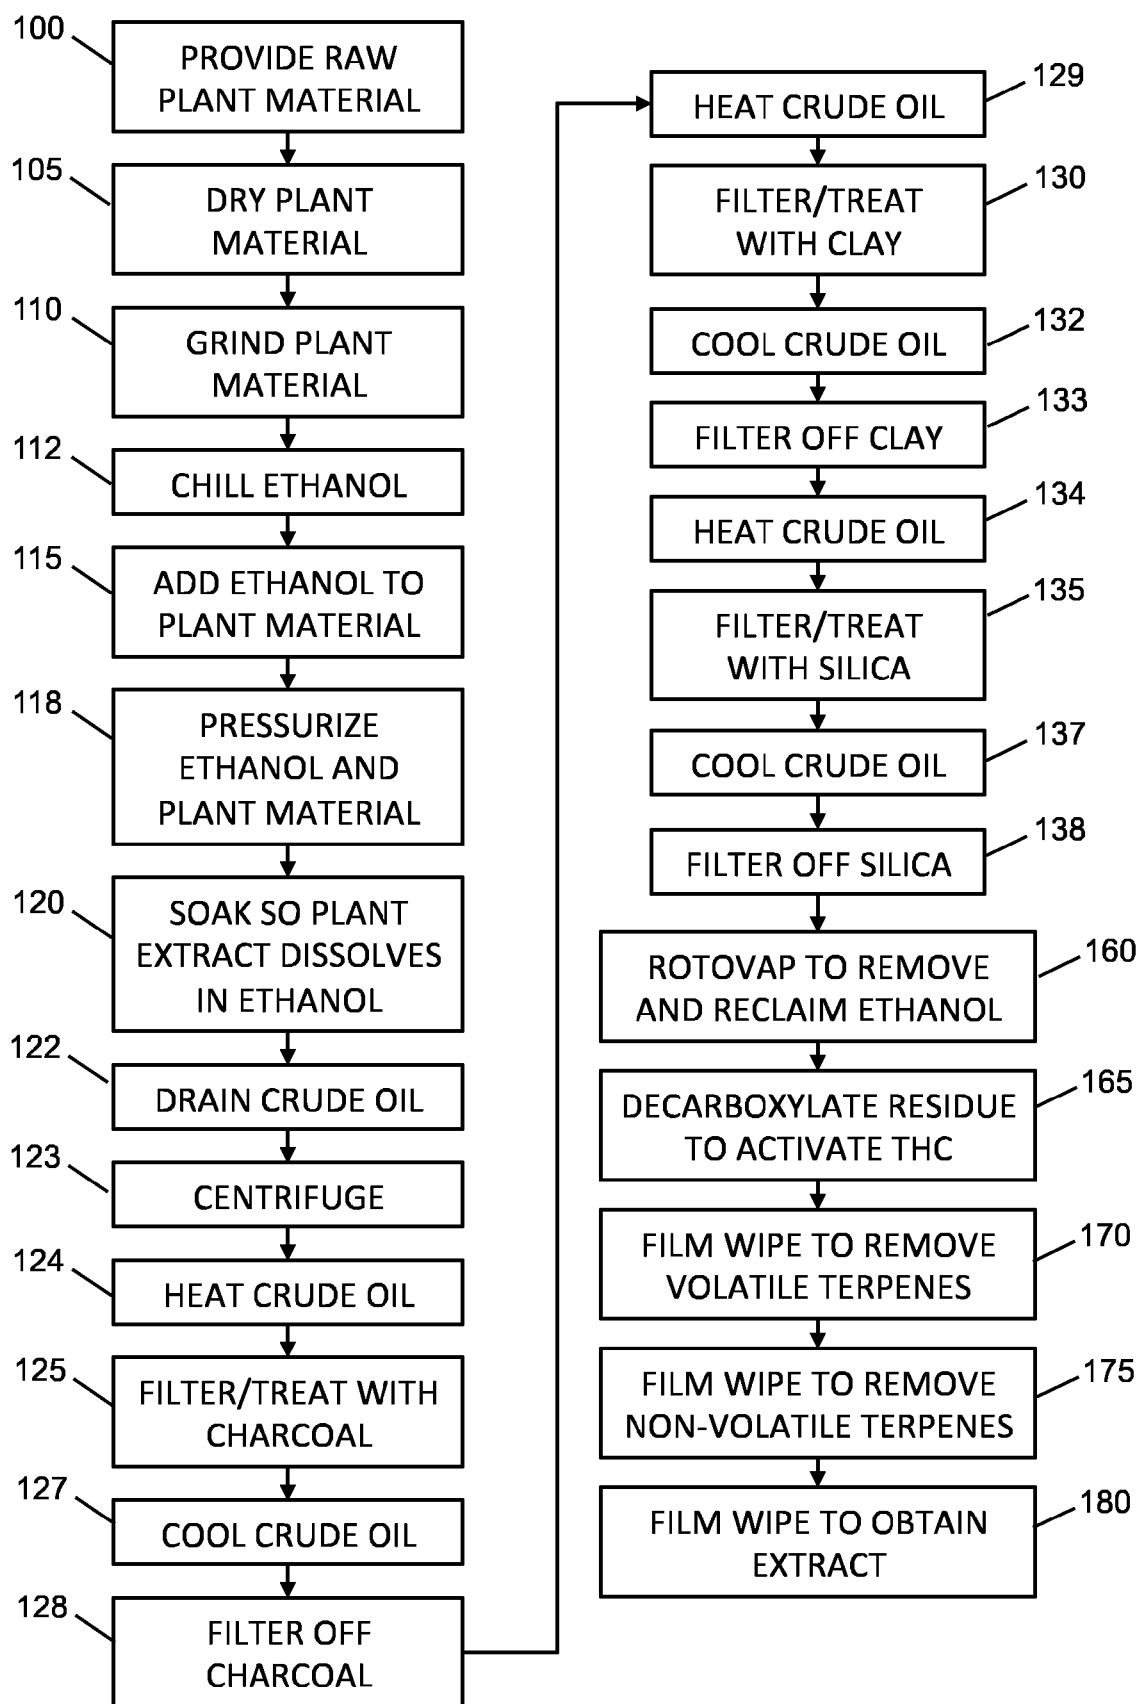 100
PROVIDE RAW
PLANT MATERIAL
105
DRY PLANT
MATERIAL
110
GRIND PLANT
MATERIAL
112
CHILL ETHANOL
115
ADD ETHANOL TO
PLANT MATERIAL
118
PRESSURIZE
ETHANOL AND
PLANT MATERIAL
120
SOAK SO PLANT
EXTRACT DISSOLVES
IN ETHANOL
122
DRAIN CRUDE OIL
123
CENTRIFUGE
124
HEAT CRUDE OIL
125
FILTER/TREAT WITH
CHARCOAL
127
COOL CRUDE OIL
128
FILTER OFF
CHARCOAL
129
HEAT CRUDE OIL
130
FILTER/TREAT
WITH CLAY
132
COOL CRUDE OIL
133
FILTER OFF CLAY
134
HEAT CRUDE OIL
135
FILTER/TREAT
WITH SILICA
137
COOL CRUDE OIL
138
FILTER OFF SILICA
160
ROTOVAP TO REMOVE
AND RECLAIM ETHANOL
165
DECARBOXYLATE RESIDUE
TO ACTIVATE THC
170
FILM WIPE TO REMOVE
VOLATILE TERPENES
175
FILM WIPE TO REMOVE
NON-VOLATILE TERPENES
180
FILM WIPE TO OBTAIN
EXTRACT